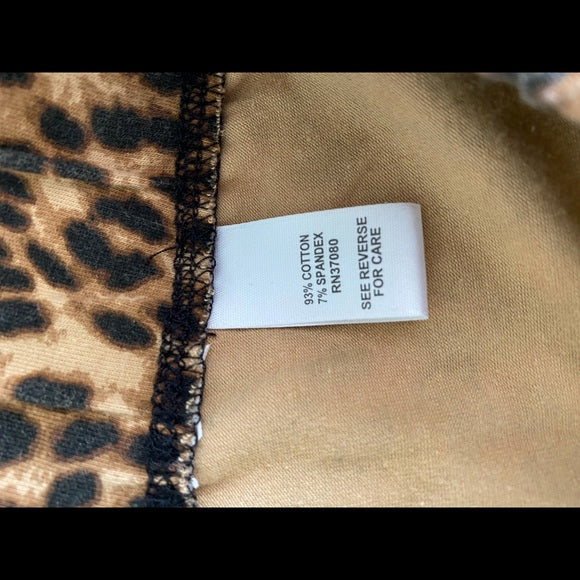 93% COTTON
7% SPANDEX
RN37080
SEE REVERSE
FOR CARE